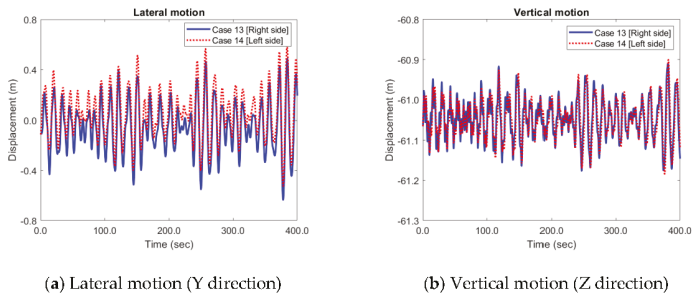 Lateral motion
Case 13 [Right side]
Case 14 [Left side]
Displacement (m)
0.8
0.4
0.0
-0.4
-0.8
0.0
100.0
200.0
300.0
400.0
Time (sec)
(a) Lateral motion (Y direction)
Vertical motion
Case 13 [Right side]
Case 14 [Left side]
Displacement (m)
-60.8
-60.9
-61.0
-61.1
-61.2
-61.3
0.0
100.0
200.0
300.0
400.0
Time (sec)
(b) Vertical motion (Z direction)